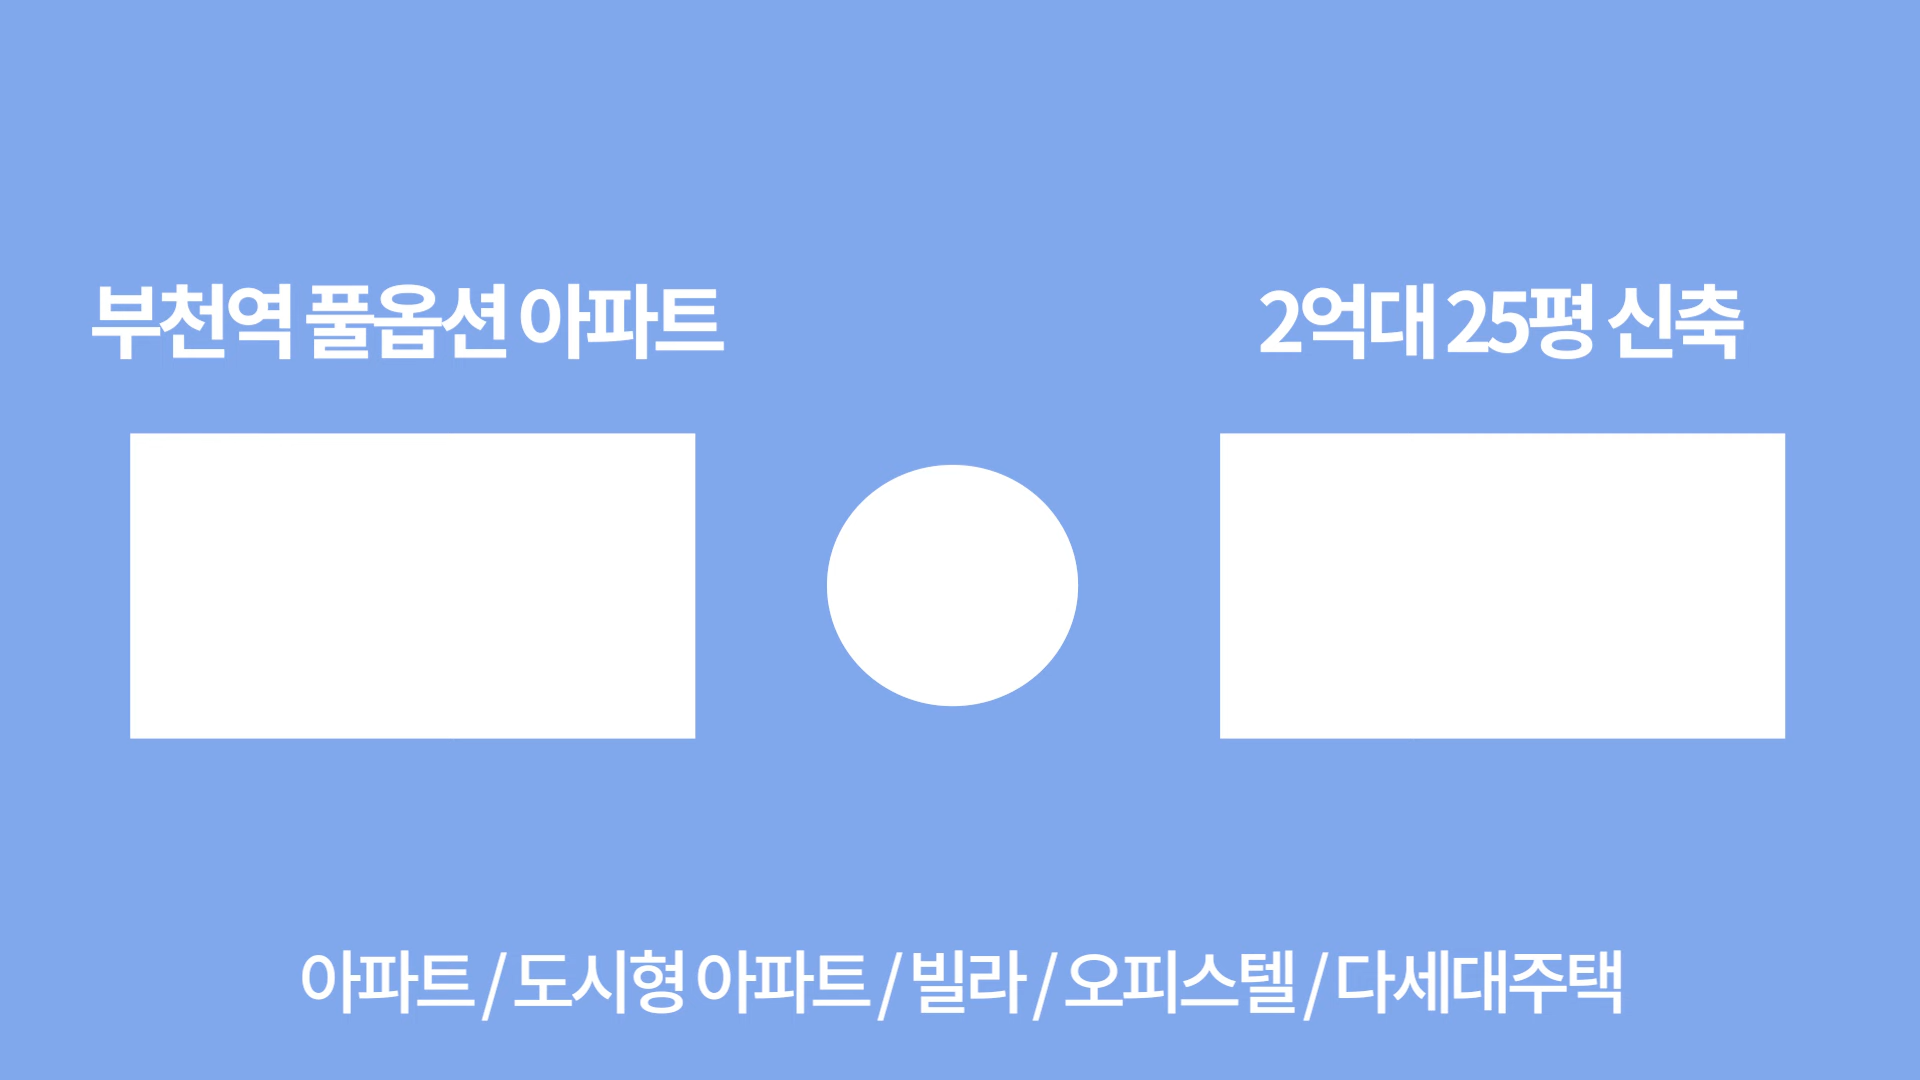 부천역 풀옵션 아파트
2억대 25평 신축
아파트 / 도시형 아파트 / 빌라 / 오피스텔 / 다세대주택